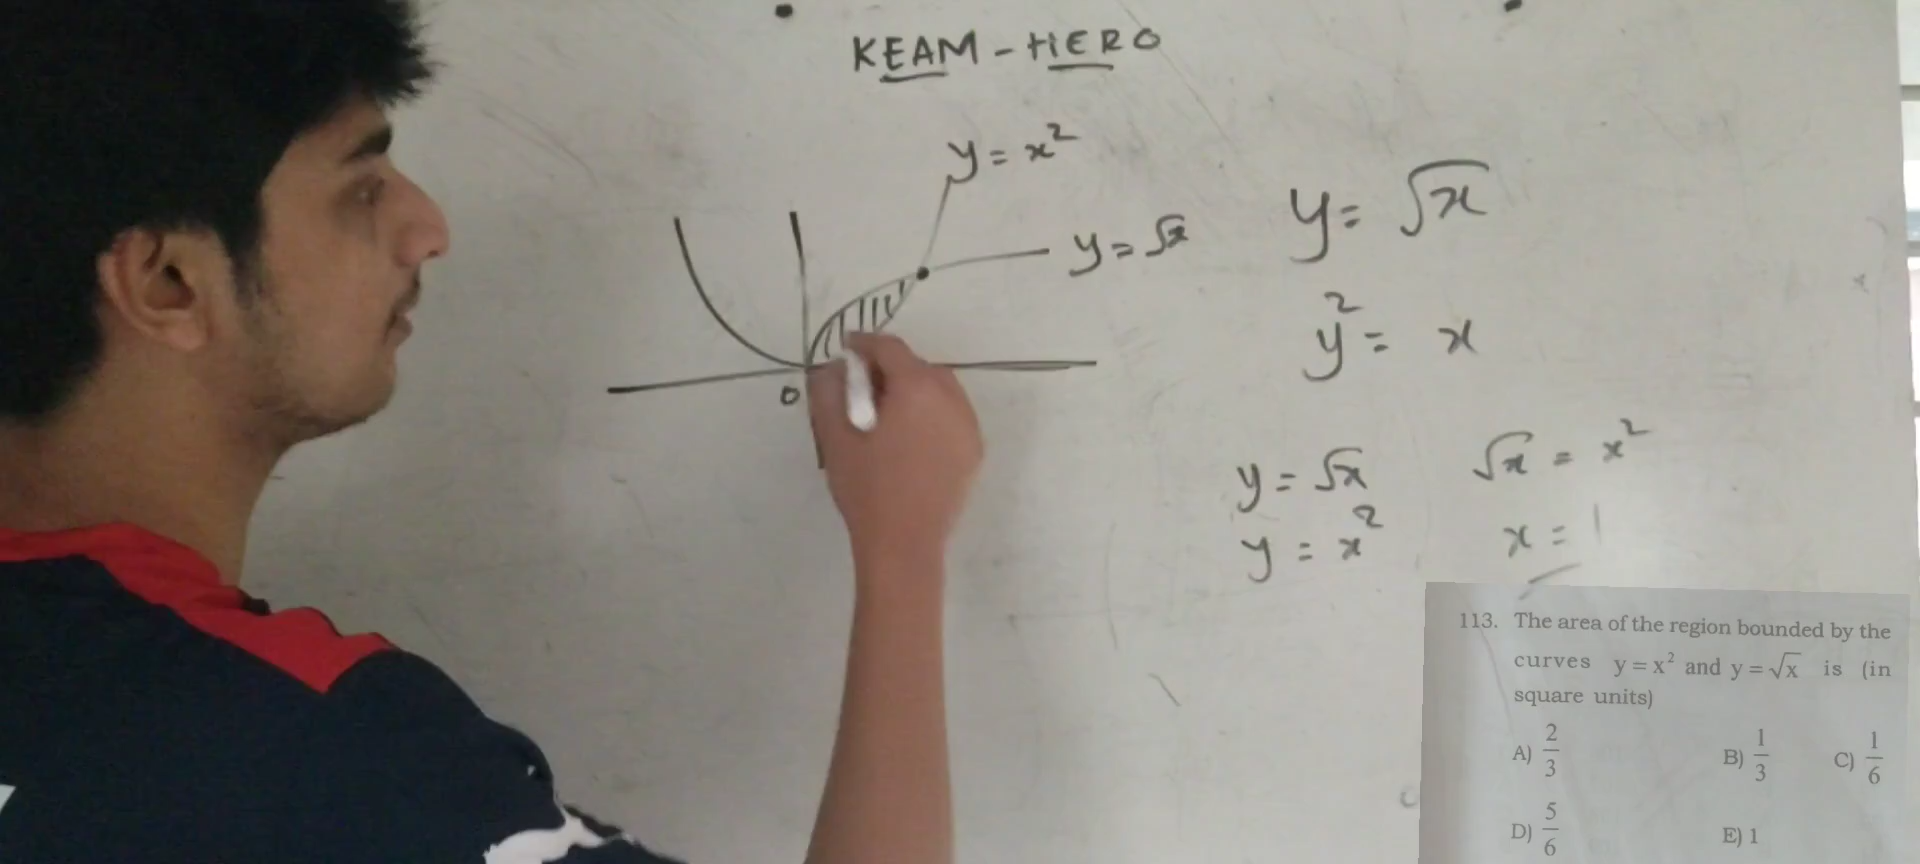 KEAM - HERO
y = x²
y = √x
0
y = √x
y² = x
y = √x
y = x²
√x = x²
x = 1
113. The area of the region bounded by the
curves y = x² and y = √x is (in
square units)
A) 2/3 B) 1/3 C) 1/6
D) 5/6 E) 1